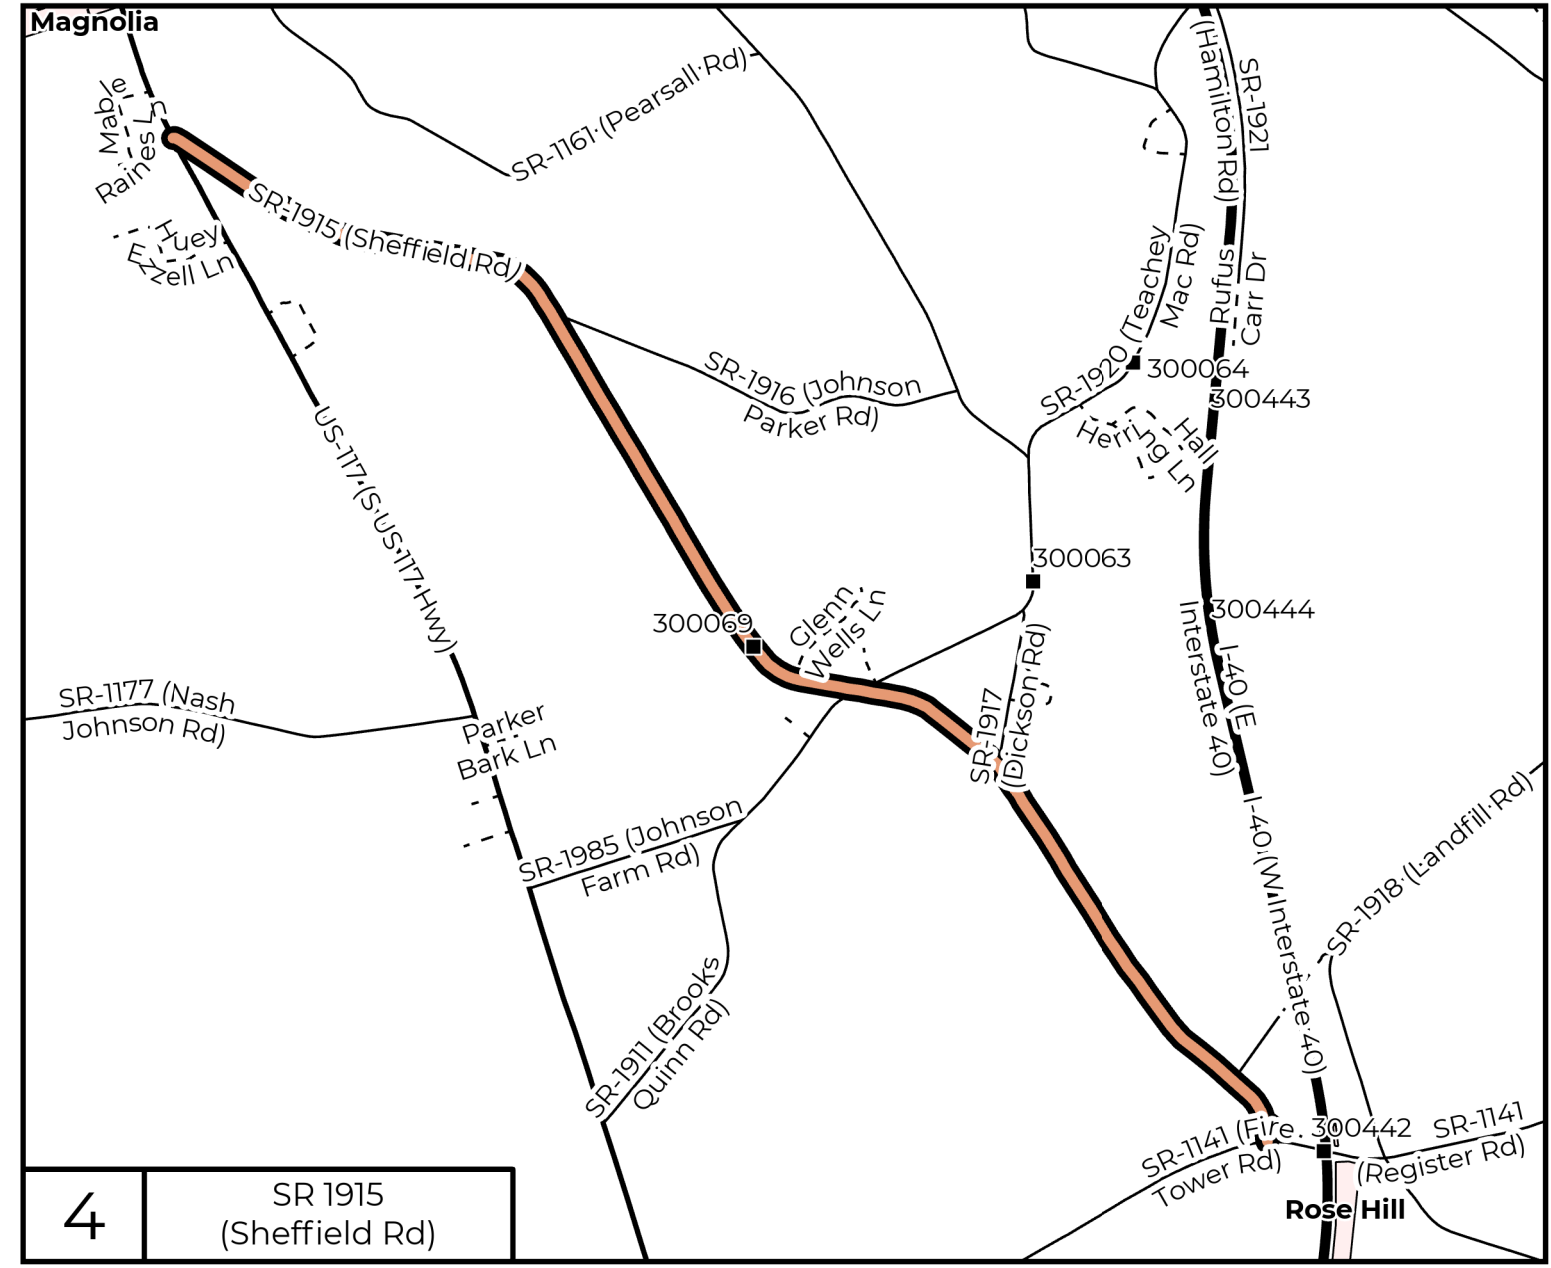 Magnolia
Maple
Raines Ln
Huey
Ezzell Ln
SR-1161 (Pearsall Rd)
(Hamilton Rd)
SR-1921
SR-1915 (Sheffield Rd)
SR-1920 (Teachey
Mac Rd)
Rufus
Carr Dr
SR-1916 (Johnson
Parker Rd)
300064
300443
Herring
Hall
Ln
US-117 (S US-117 Hwy)
300063
300069
Glenn
Wells Ln
300444
Interstate 40)
I-40 (E
SR-1177 (Nash
Johnson Rd)
Parker
Bark Ln
SR-1917
(Dickson Rd)
SR-1985 (Johnson
Farm Rd)
I-40 (W Interstate 40)
SR-1918 (Landfill Rd)
SR-1911 (Brooks
Quinn Rd)
SR-1141 (Fire
Tower Rd)
300442
SR-1141
(Register Rd)
Rose Hill
4
SR 1915
(Sheffield Rd)